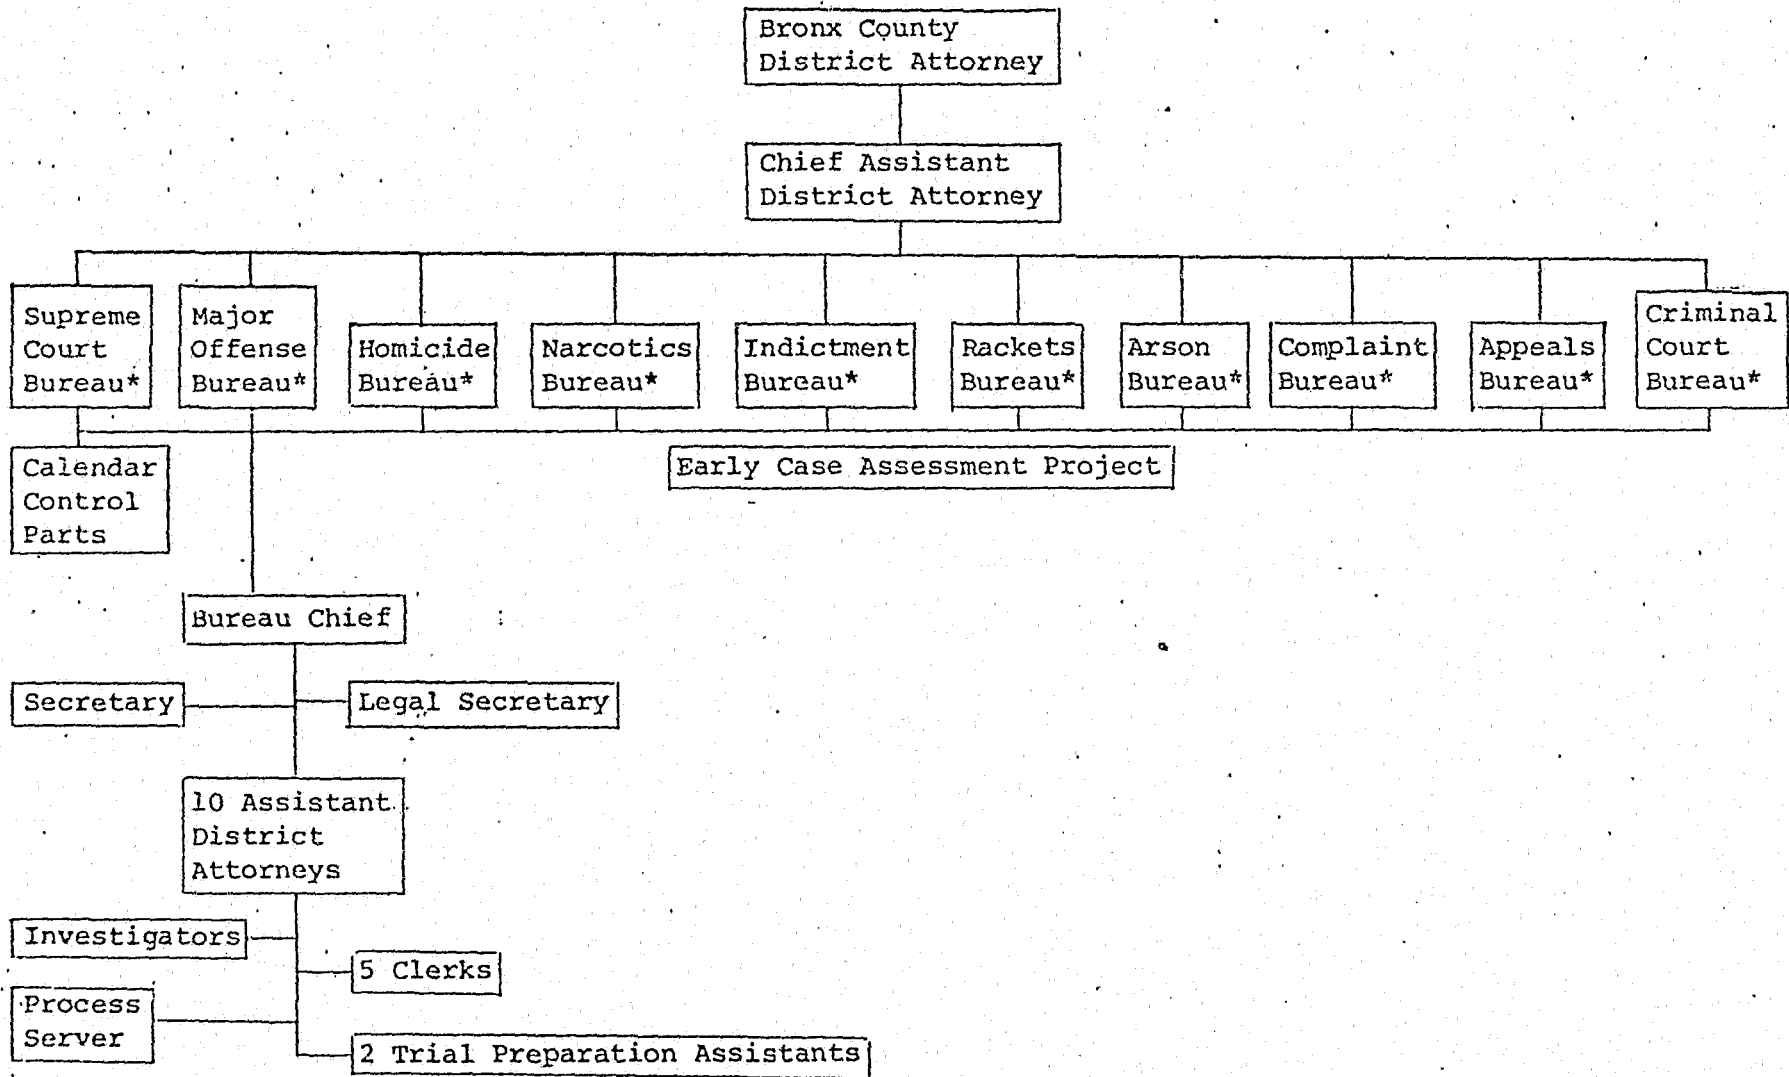 Bronx County
District Attorney
Chief Assistant
District Attorney
Supreme
Court
Bureau*
Major
Offense
Bureau*
Homicide
Bureau*
Narcotics
Bureau*
Indictment
Bureau*
Rackets
Bureau*
Arson
Bureau*
Complaint
Bureau*
Appeals
Bureau*
Criminal
Court
Bureau*
Calendar
Control
Parts
Early Case Assessment Project
Bureau Chief
Secretary
Legal Secretary
10 Assistant
District
Attorneys
Investigators
5 Clerks
Process
Server
2 Trial Preparation Assistants